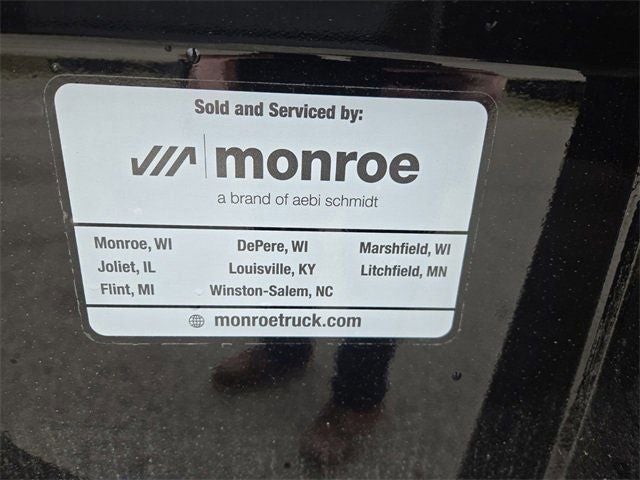 Sold and Serviced by:
monroe
a brand of aebi schmidt
Monroe, WI DePere, WI Marshfield, WI
Joliet, IL Louisville, KY Litchfield, MN
Flint, MI Winston-Salem, NC
monroetruck.com